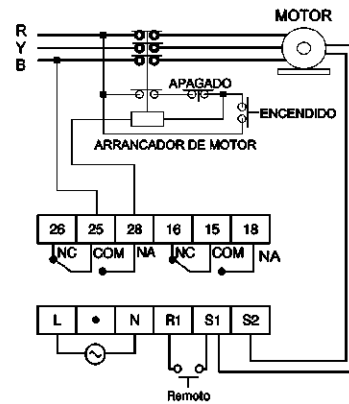 MOTOR
R
Y
B
APAGADO
ENCENDIDO
ARRANCADOR DE MOTOR
26 25 28 16 15 18
NC COM NA NC COM NA
L • N R1 S1 S2
Remoto